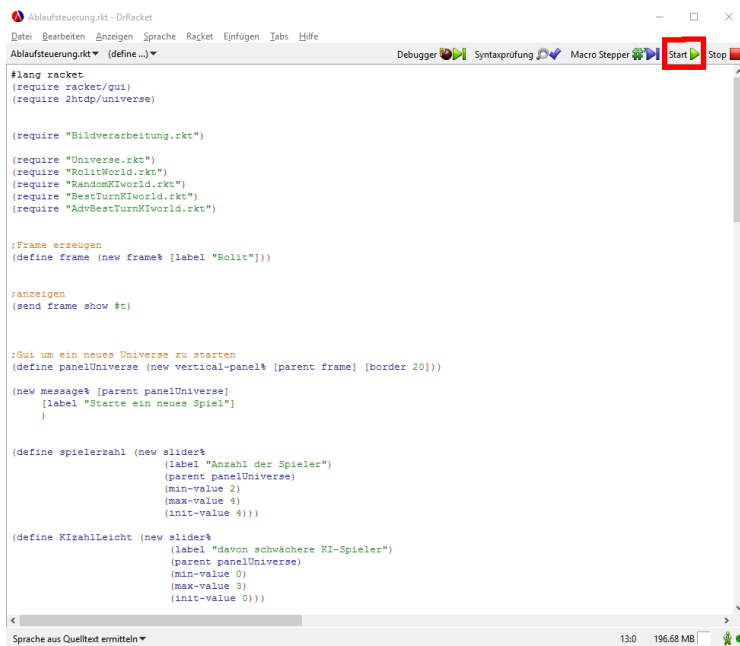 Ablaufsteuerung.rkt - DrRacket
Datei Bearbeiten Anzeigen Sprache Racket Einfügen Tabs Hilfe
Ablaufsteuerung.rkt (define ...) Debugger Syntaxprüfung Macro Stepper Start Stop
#lang racket
(require racket/gui)
(require 2htdp/universe)
(require "Bildverarbeitung.rkt")
(require "Universe.rkt")
(require "RolitWorld.rkt")
(require "RandomKIworld.rkt")
(require "BestTurnKIworld.rkt")
(require "AdvBestTurnKIworld.rkt")
;Frame erzeugen
(define frame (new frame% [label "Rolit"]))
;anzeigen
(send frame show #t)
;Gui um ein neues Universe zu starten
(define panelUniverse (new vertical-panel% [parent frame] [border 20]))
(new message% [parent panelUniverse]
[label "Starte ein neues Spiel"]
)
(define spielerzahl (new slider%
(label "Anzahl der Spieler")
(parent panelUniverse)
(min-value 2)
(max-value 4)
(init-value 4)))
(define KIzahlLeicht (new slider%
(label "davon schwächere KI-Spieler")
(parent panelUniverse)
(min-value 0)
(max-value 3)
(init-value 0)))
Sprache aus Quelltext ermitteln 13:0 196.68 MB